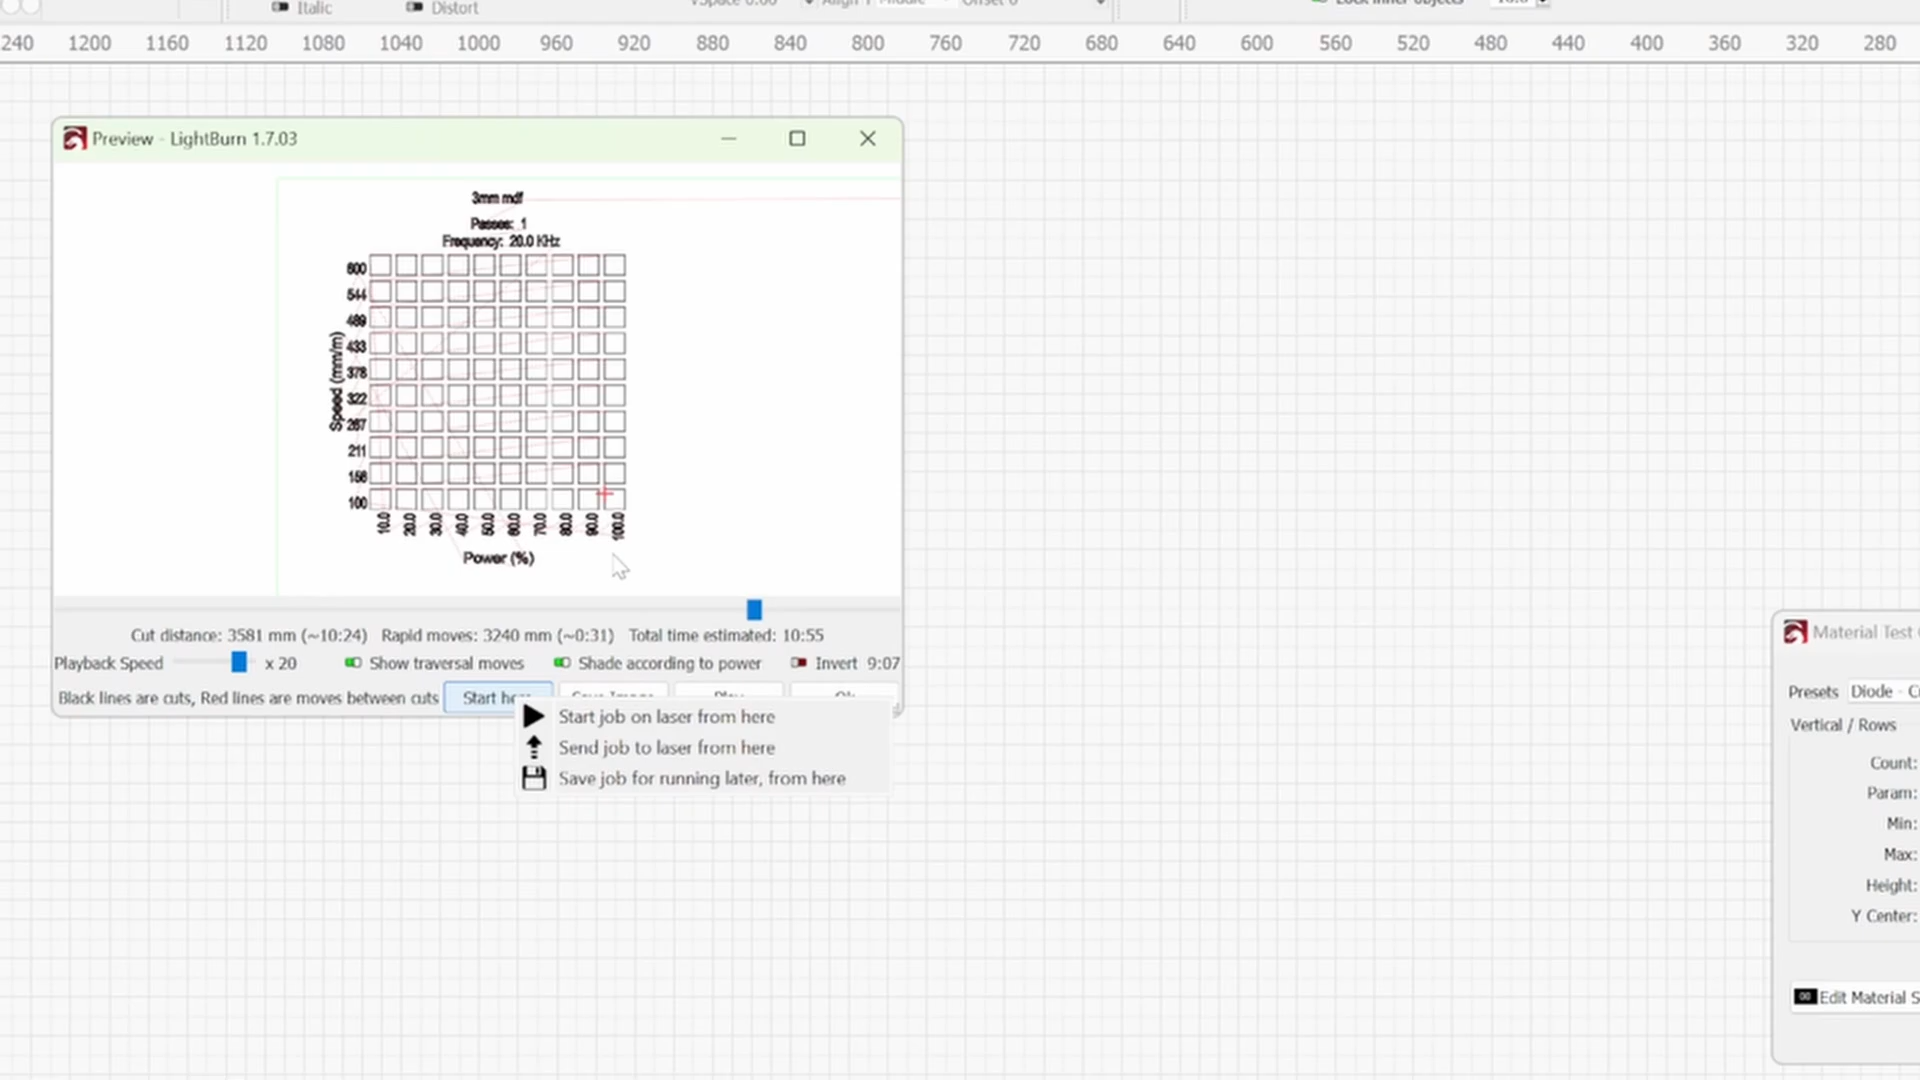 Italic
Distort
Middle
240 1200 1160 1120 1080 1040 1000 960 920 880 840 800 760 720 680 640 600 560 520 480 440 400 360 320 280
Preview - LightBurn 1.7.03
3mm mdf
Passes: 1
Frequency: 20.0 KHz
600
544
489
433
378
322
267
211
156
100
Speed (mm/m)
10.0 20.0 30.0 40.0 50.0 60.0 70.0 80.0 90.0 100.0
Power (%)
Cut distance: 3581 mm (~10:24) Rapid moves: 3240 mm (~0:31) Total time estimated: 10:55
Playback Speed x 20 Show traversal moves Shade according to power Invert 9:07
Black lines are cuts, Red lines are moves between cuts Start here Save Image Play Ok
Start job on laser from here
Send job to laser from here
Save job for running later, from here
Material Test
Presets Diode - C
Vertical / Rows
Count:
Param:
Min:
Max:
Height:
Y Center:
Edit Material S